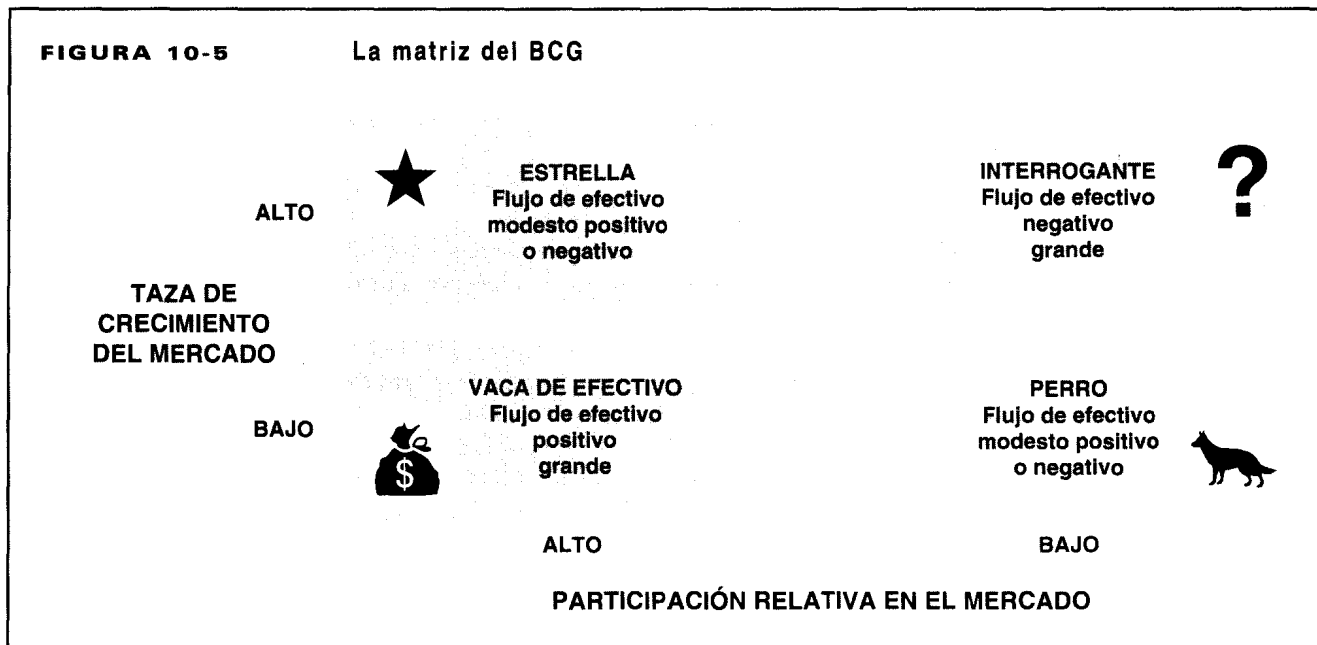 FIGURA 10-5 La matriz del BCG
ESTRELLA
Flujo de efectivo
modesto positivo
o negativo
INTERROGANTE
Flujo de efectivo
negativo
grande
?
ALTO
TAZA DE
CRECIMIENTO
DEL MERCADO
VACA DE EFECTIVO
Flujo de efectivo
positivo
grande
PERRO
Flujo de efectivo
modesto positivo
o negativo
BAJO
$
ALTO
BAJO
PARTICIPACIÓN RELATIVA EN EL MERCADO